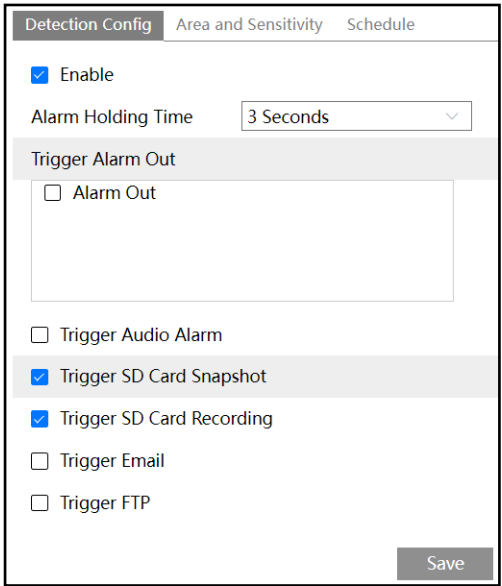 Detection Config Area and Sensitivity Schedule
Enable
Alarm Holding Time 3 Seconds
Trigger Alarm Out
Alarm Out
Trigger Audio Alarm
Trigger SD Card Snapshot
Trigger SD Card Recording
Trigger Email
Trigger FTP
Save